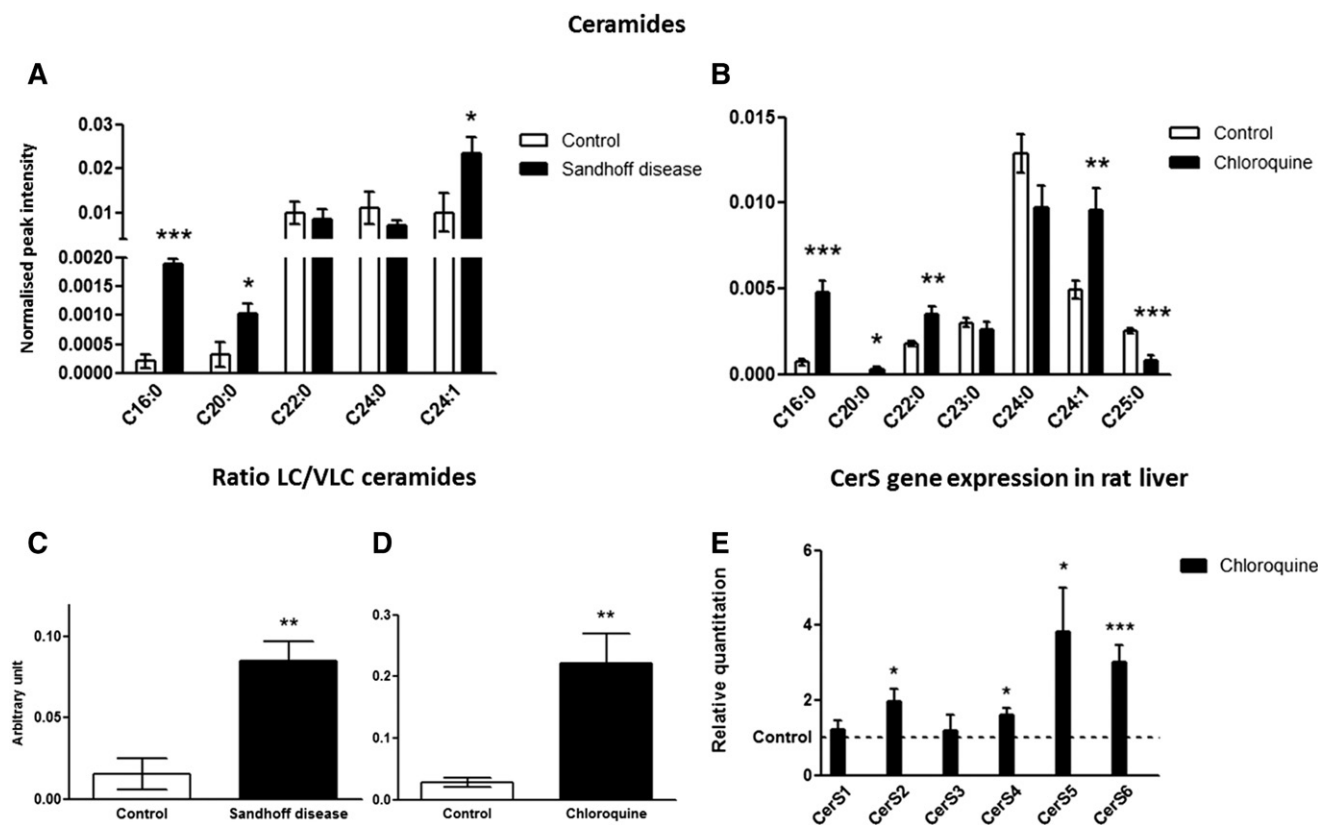 Ceramides
A
Normalised peak intensity
0.03
0.02
0.01
0.0020
0.0015
0.0010
0.0005
0.0000
***
*
*
C16:0
C20:0
C22:0
C24:0
C24:1
Control
Sandhoff disease
B
0.015
0.010
0.005
0.000
***
*
**
**
***
C16:0
C20:0
C22:0
C23:0
C24:0
C24:1
C25:0
Control
Chloroquine
Ratio LC/VLC ceramides
C
Arbitrary unit
0.10
0.05
0.00
**
Control
Sandhoff disease
D
0.3
0.2
0.1
0.0
**
Control
Chloroquine
CerS gene expression in rat liver
E
Relative quantitation
6
4
2
Control
0
*
*
*
***
CerS1
CerS2
CerS3
CerS4
CerS5
CerS6
Chloroquine